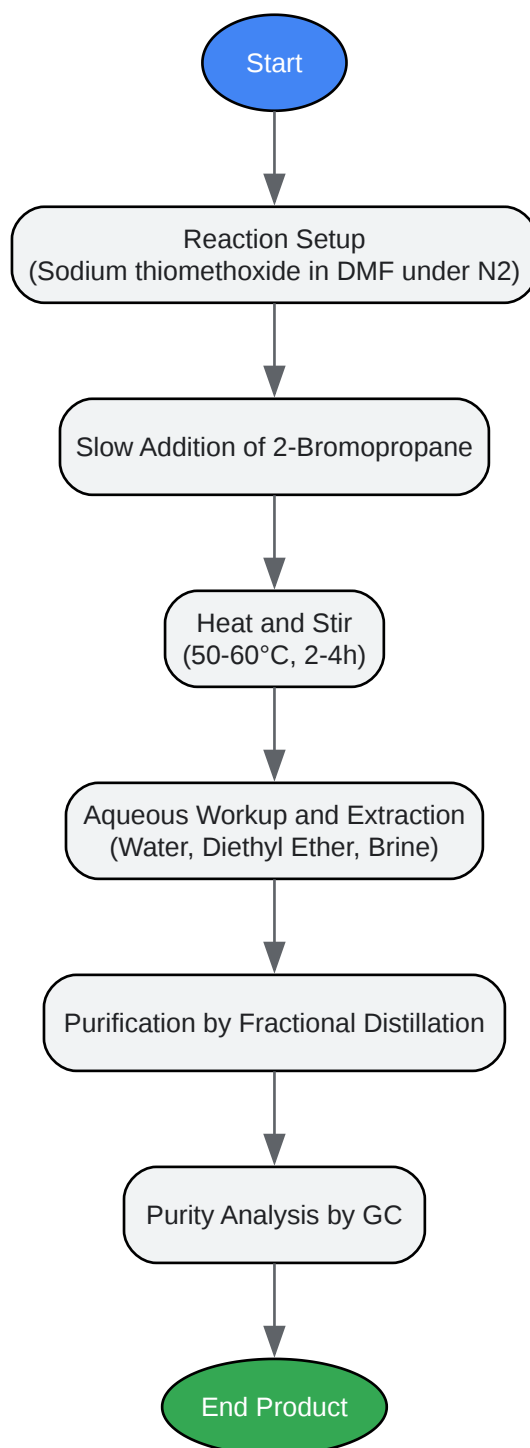 Start
Reaction Setup
(Sodium thiomethoxide in DMF under N2)
Slow Addition of 2-Bromopropane
Heat and Stir
(50-60°C, 2-4h)
Aqueous Workup and Extraction
(Water, Diethyl Ether, Brine)
Purification by Fractional Distillation
Purity Analysis by GC
End Product